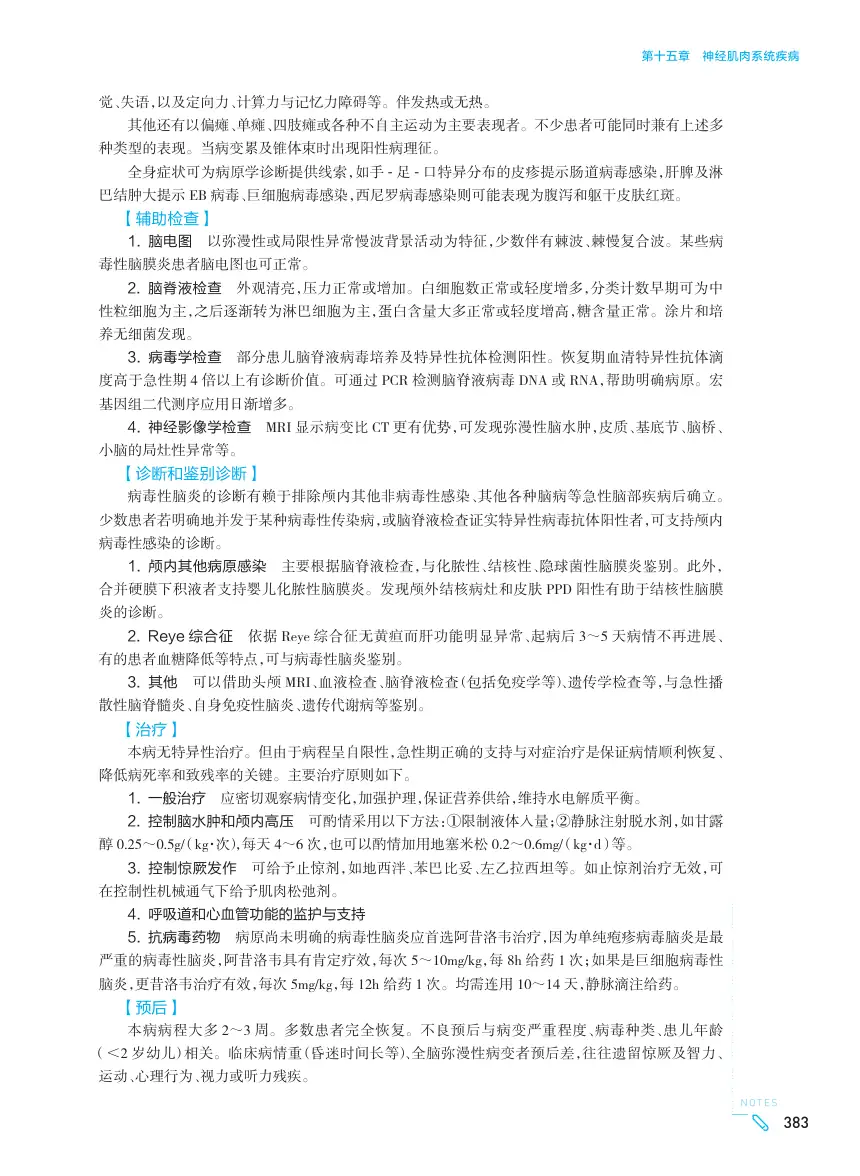 第十五章　神经肌肉系统疾病
觉、失语，以及定向力、计算力与记忆力障碍等。伴发热或无热。
其他还有以偏瘫、单瘫、四肢瘫或各种不自主运动为主要表现者。不少患者可能同时兼有上述多
种类型的表现。当病变累及锥体束时出现阳性病理征。
全身症状可为病原学诊断提供线索，如手 - 足 - 口特异分布的皮疹提示肠道病毒感染，肝脾及淋
巴结肿大提示 EB 病毒、巨细胞病毒感染，西尼罗病毒感染则可能表现为腹泻和躯干皮肤红斑。
【辅助检查】
1. 脑电图　以弥漫性或局限性异常慢波背景活动为特征，少数伴有棘波、棘慢复合波。某些病
毒性脑膜炎患者脑电图也可正常。
2. 脑脊液检查　外观清亮，压力正常或增加。白细胞数正常或轻度增多，分类计数早期可为中
性粒细胞为主，之后逐渐转为淋巴细胞为主，蛋白含量大多正常或轻度增高，糖含量正常。涂片和培
养无细菌发现。
3. 病毒学检查　部分患儿脑脊液病毒培养及特异性抗体检测阳性。恢复期血清特异性抗体滴
度高于急性期 4 倍以上有诊断价值。可通过 PCR 检测脑脊液病毒 DNA 或 RNA，帮助明确病原。宏
基因组二代测序应用日渐增多。
4. 神经影像学检查　MRI 显示病变比 CT 更有优势，可发现弥漫性脑水肿，皮质、基底节、脑桥、
小脑的局灶性异常等。
【诊断和鉴别诊断】
病毒性脑炎的诊断有赖于排除颅内其他非病毒性感染、其他各种脑病等急性脑部疾病后确立。
少数患者若明确地并发于某种病毒性传染病，或脑脊液检查证实特异性病毒抗体阳性者，可支持颅内
病毒性感染的诊断。
1. 颅内其他病原感染　主要根据脑脊液检查，与化脓性、结核性、隐球菌性脑膜炎鉴别。此外，
合并硬膜下积液者支持婴儿化脓性脑膜炎。发现颅外结核病灶和皮肤 PPD 阳性有助于结核性脑膜
炎的诊断。
2. Reye 综合征　依据 Reye 综合征无黄疸而肝功能明显异常、起病后 3～5 天病情不再进展、
有的患者血糖降低等特点，可与病毒性脑炎鉴别。
3. 其他　可以借助头颅 MRI、血液检查、脑脊液检查（包括免疫学等）、遗传学检查等，与急性播
散性脑脊髓炎、自身免疫性脑炎、遗传代谢病等鉴别。
【治疗】
本病无特异性治疗。但由于病程呈自限性，急性期正确的支持与对症治疗是保证病情顺利恢复、
降低病死率和致残率的关键。主要治疗原则如下。
1. 一般治疗　应密切观察病情变化，加强护理，保证营养供给，维持水电解质平衡。
2. 控制脑水肿和颅内高压　可酌情采用以下方法：①限制液体入量；②静脉注射脱水剂，如甘露
醇 0.25～0.5g/（kg·次），每天 4～6 次，也可以酌情加用地塞米松 0.2～0.6mg/（kg·d）等。
3. 控制惊厥发作　可给予止惊剂，如地西泮、苯巴比妥、左乙拉西坦等。如止惊剂治疗无效，可
在控制性机械通气下给予肌肉松弛剂。
4. 呼吸道和心血管功能的监护与支持
5. 抗病毒药物　病原尚未明确的病毒性脑炎应首选阿昔洛韦治疗，因为单纯疱疹病毒脑炎是最
严重的病毒性脑炎，阿昔洛韦具有肯定疗效，每次 5～10mg/kg，每 8h 给药 1 次；如果是巨细胞病毒性
脑炎，更昔洛韦治疗有效，每次 5mg/kg，每 12h 给药 1 次。均需连用 10～14 天，静脉滴注给药。
【预后】
本病病程大多 2～3 周。多数患者完全恢复。不良预后与病变严重程度、病毒种类、患儿年龄
（＜2 岁幼儿）相关。临床病情重（昏迷时间长等）、全脑弥漫性病变者预后差，往往遗留惊厥及智力、
运动、心理行为、视力或听力残疾。
NOTES
383